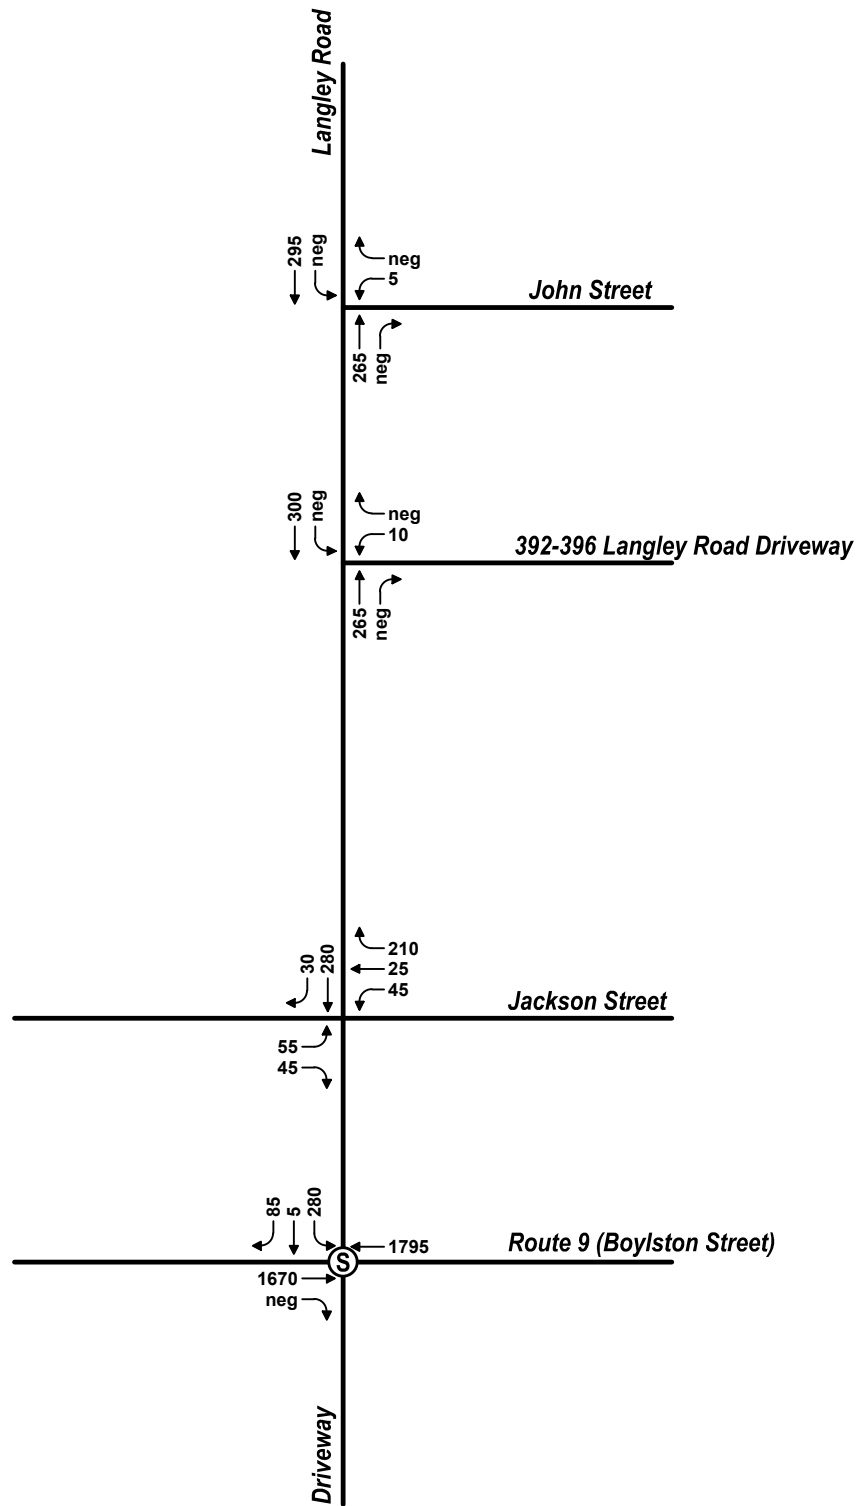 Langley Road
295
neg
neg
5
John Street
265
neg
300
neg
neg
10
392-396 Langley Road Driveway
265
neg
30
280
210
25
45
Jackson Street
55
45
85
5
280
1795
Route 9 (Boylston Street)
S
1670
neg
Driveway